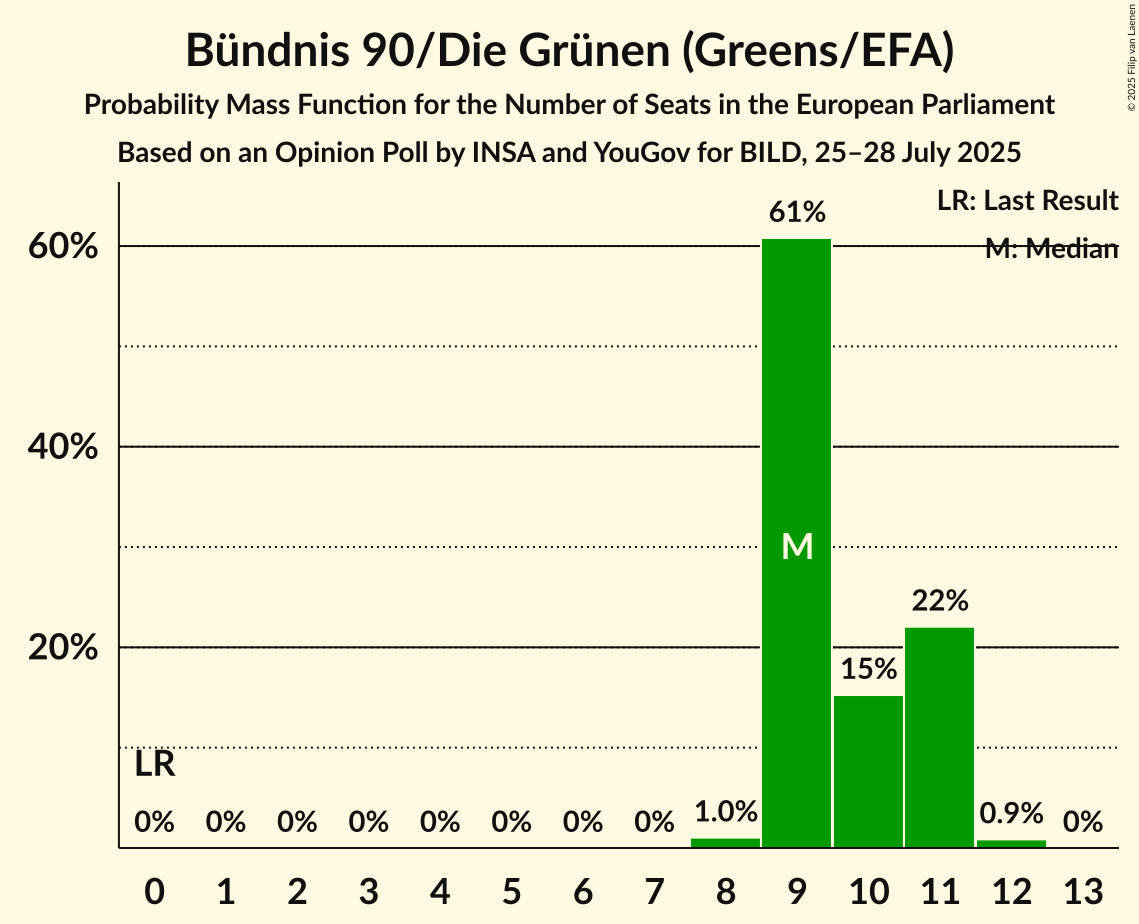 Bündnis 90/Die Grünen (Greens/EFA)
Probability Mass Function for the Number of Seats in the European Parliament
Based on an Opinion Poll by INSA and YouGov for BILD, 25–28 July 2025
© 2025 Filip van Laenen
LR: Last Result
M: Median
60%
40%
20%
61%
M
22%
15%
LR
0% 0% 0% 0% 0% 0% 0% 0% 1.0% 0.9% 0%
0 1 2 3 4 5 6 7 8 9 10 11 12 13